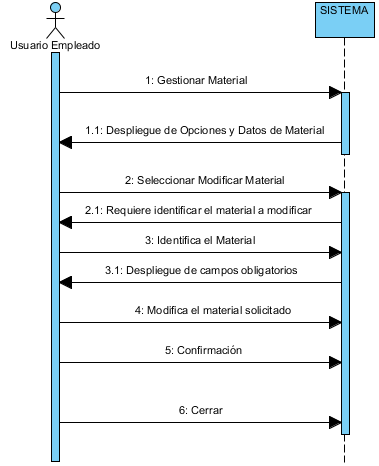 SISTEMA
Usuario Empleado
1: Gestionar Material
1.1: Despliegue de Opciones y Datos de Material
2: Seleccionar Modificar Material
2.1: Requiere identificar el material a modificar
3: Identifica el Material
3.1: Despliegue de campos obligatorios
4: Modifica el material solicitado
5: Confirmación
6: Cerrar